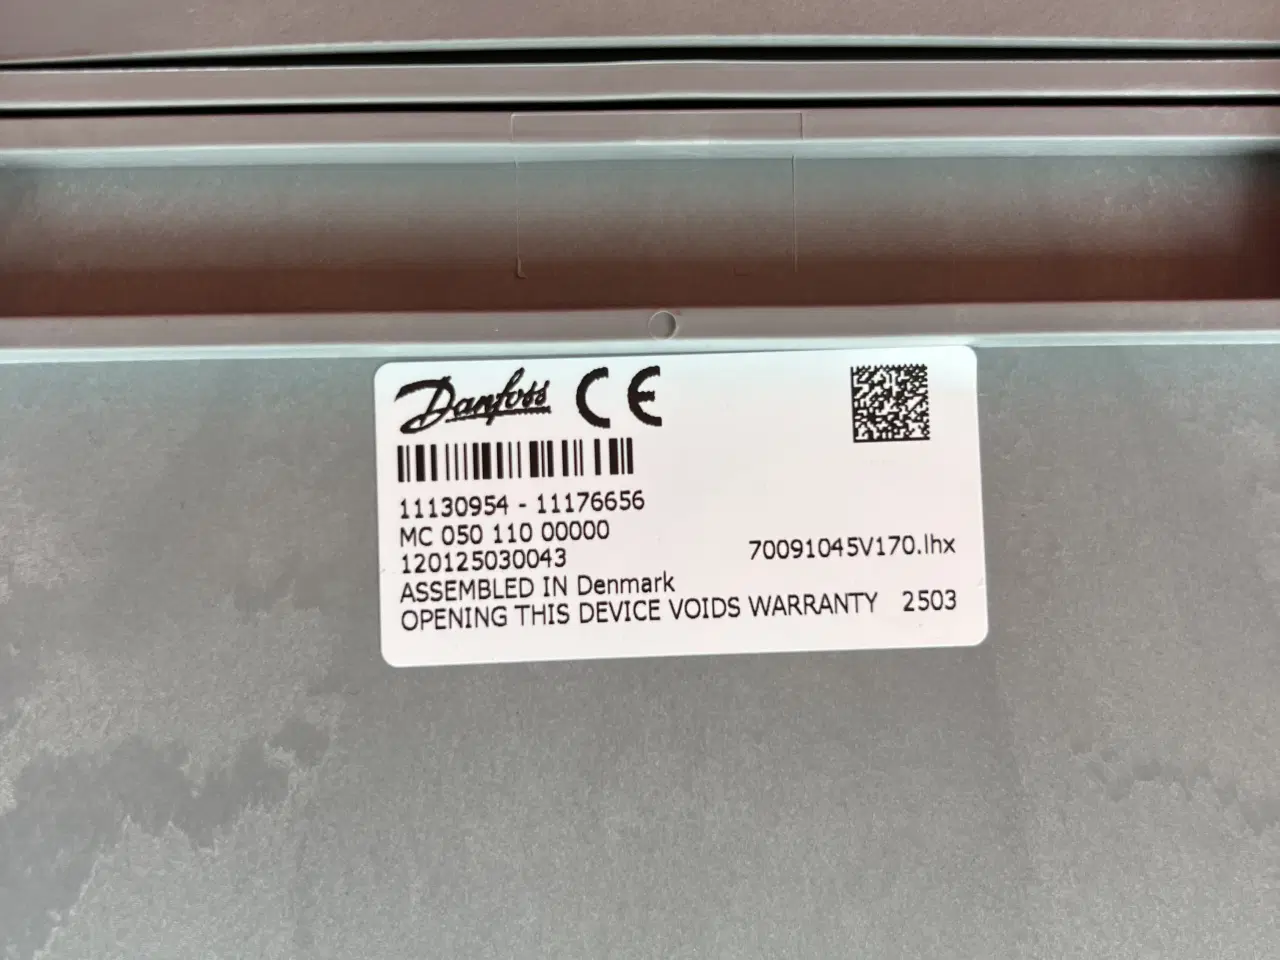 Danfoss CE
11130954 - 11176656
MC 050 110 00000
120125030043
70091045V170.lhx
ASSEMBLED IN Denmark
OPENING THIS DEVICE VOIDS WARRANTY 2503